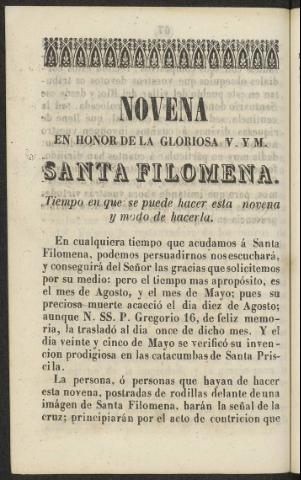 NOVENA
EN HONOR DE LA GLORIOSA V. Y M.
SANTA FILOMENA.
Tiempo en que se puede hacer esta novena
y modo de hacerla.
En cualquiera tiempo que acudamos á Santa
Filomena, podemos persuadirnos nos escuchará,
y conseguirá del Señor las gracias que solicitemos
por su medio: pero el tiempo mas apropósito, es
el mes de Agosto, y el mes de Mayo; pues su
preciosa muerte acaeció el dia diez de Agosto;
aunque N. SS. P. Gregorio 16, de feliz memo-
ria, la trasladó al dia once de dicho mes. Y el
dia veinte y cinco de Mayo se verificó su inven-
cion prodigiosa en las catacumbas de Santa Pris-
cila.
La persona, ó personas que hayan de hacer
esta novena, postradas de rodillas delante de una
imágen de Santa Filomena, harán la señal de la
cruz; principiarán por el acto de contricion que